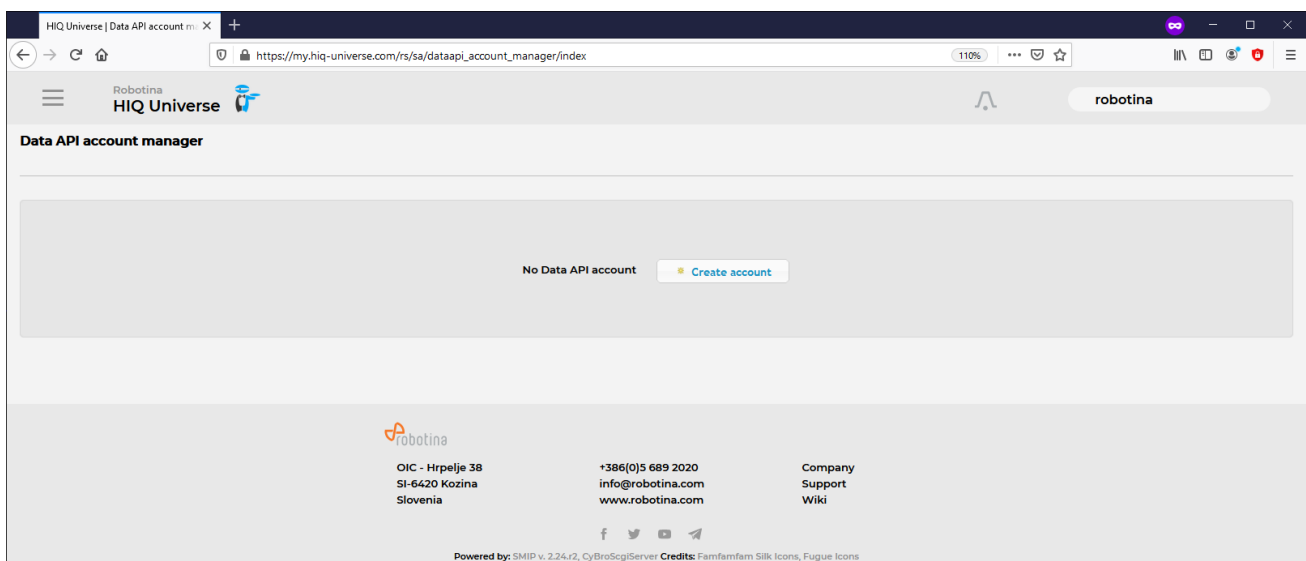 HIQ Universe | Data API account m
https://my.hiq-universe.com/rs/sa/dataapi_account_manager/index
110%
Robotina
HIQ Universe
robotina
Data API account manager
No Data API account
Create account
robotina
OIC - Hrpelje 38
SI-6420 Kozina
Slovenia
+386(0)5 689 2020
info@robotina.com
www.robotina.com
Company
Support
Wiki
Powered by: SMIP v. 2.24.r2, CyBroScgiServer Credits: Famfamfam Silk Icons, Fugue Icons